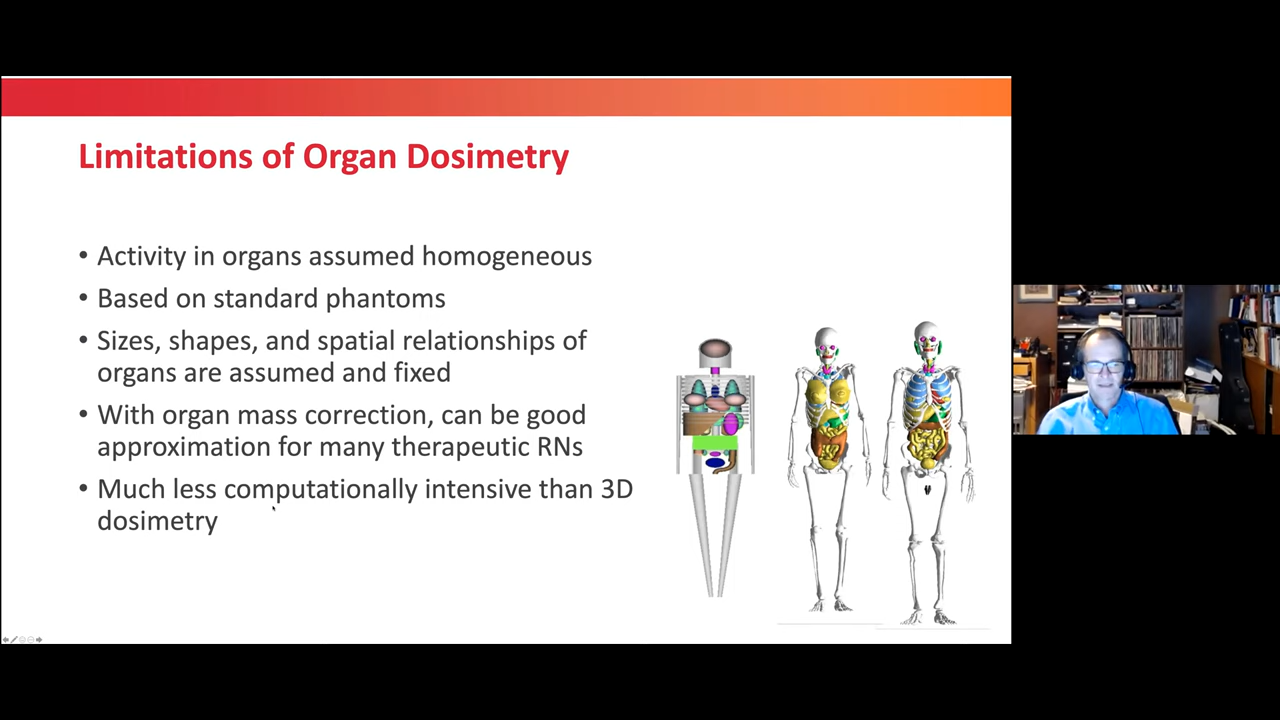 Limitations of Organ Dosimetry
• Activity in organs assumed homogeneous
• Based on standard phantoms
• Sizes, shapes, and spatial relationships of
organs are assumed and fixed
• With organ mass correction, can be good
approximation for many therapeutic RNs
• Much less computationally intensive than 3D
dosimetry